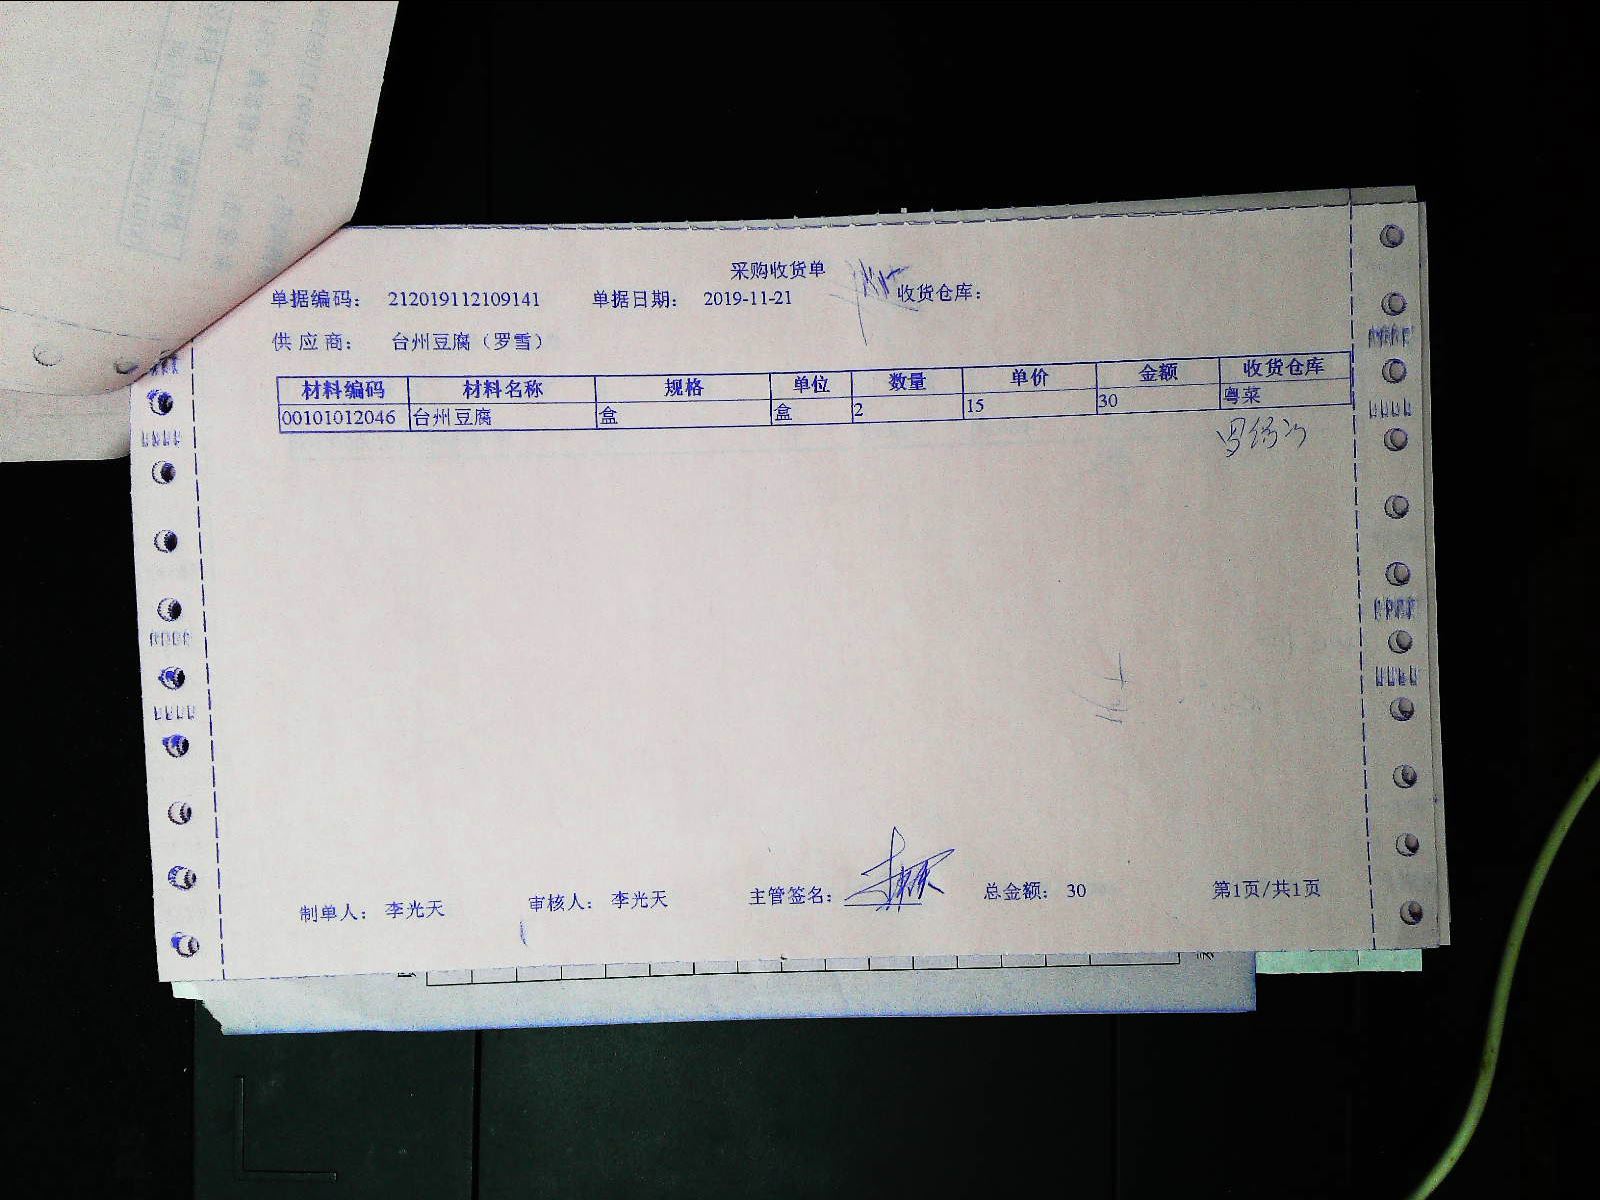 采购收货单
单据编码： 212019112109141 单据日期： 2019-11-21 收货仓库：
供 应 商： 台州豆腐（罗雪）
材料编码 材料名称 规格 单位 数量 单价 金额 收货仓库
00101012046 台州豆腐 盒 盒 2 15 30 粤菜
制单人： 李光天 审核人： 李光天 主管签名： 总金额： 30 第1页/共1页